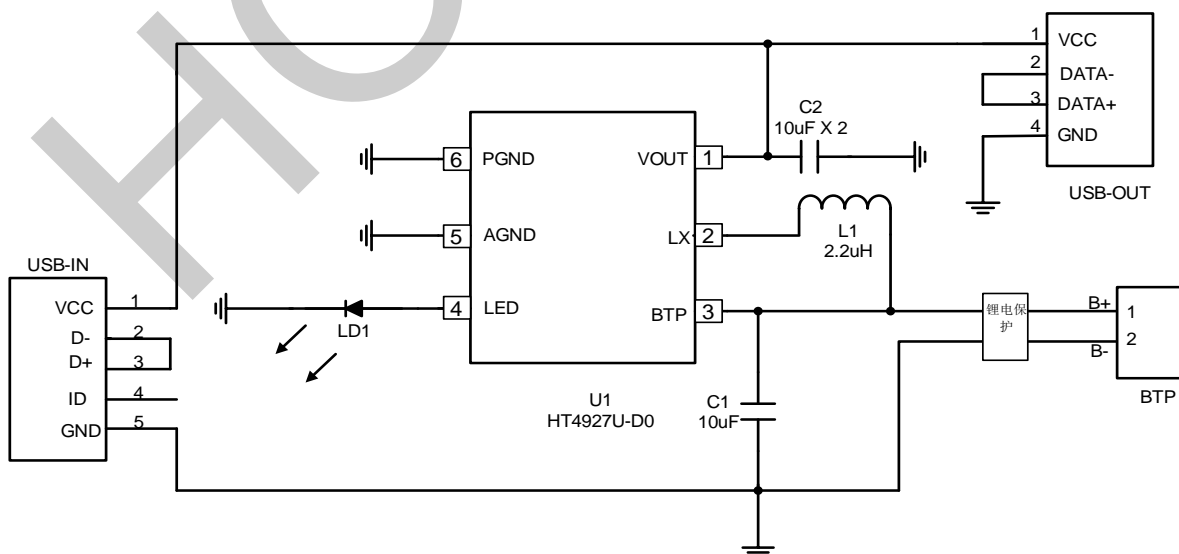 HO
1
VCC
2
DATA-
3
DATA+
4
GND
USB-OUT
C2
10uF X 2
6
PGND
VOUT
1
5
AGND
LX
2
L1
2.2uH
USB-IN
VCC
1
D-
2
D+
3
ID
4
GND
5
LD1
4
LED
BTP
3
锂电保
护
B+
1
B-
2
BTP
U1
HT4927U-D0
C1
10uF